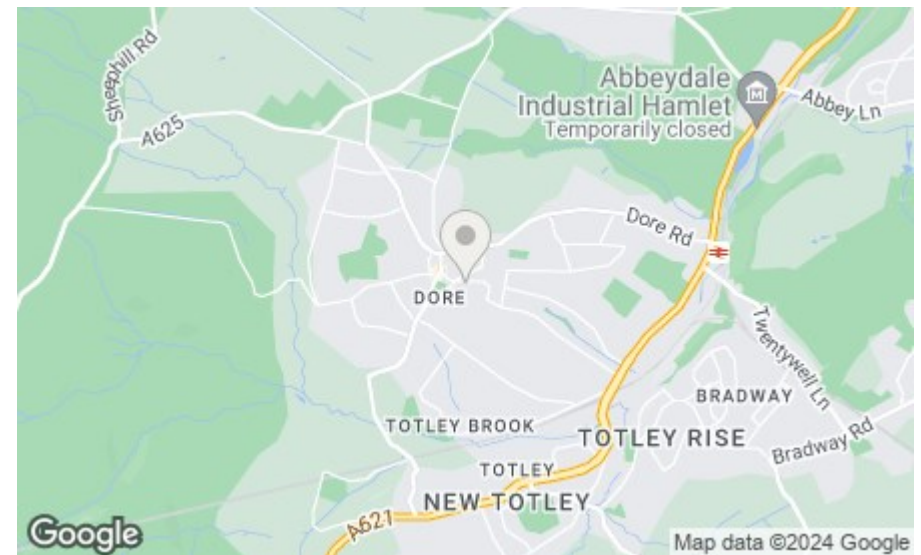 Sheephill Rd
A625
Abbeydale
Industrial Hamlet
Temporarily closed
Abbey Ln
Dore Rd
DORE
Twentywell Ln
BRADWAY
TOTLEY BROOK
TOTLEY RISE
Bradway Rd
TOTLEY
NEW TOTLEY
A621
Google
Map data ©2024 Google